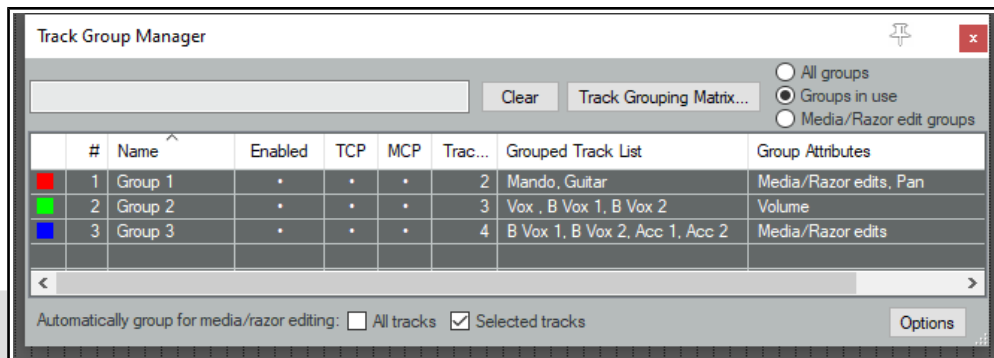 Track Group Manager
x
All groups
Clear Track Grouping Matrix... Groups in use
Media/Razor edit groups
# Name Enabled TCP MCP Trac... Grouped Track List Group Attributes
1 Group 1 • • • 2 Mando, Guitar Media/Razor edits, Pan
2 Group 2 • • • 3 Vox , B Vox 1, B Vox 2 Volume
3 Group 3 • • • 4 B Vox 1, B Vox 2, Acc 1, Acc 2 Media/Razor edits
Automatically group for media/razor editing: All tracks Selected tracks Options